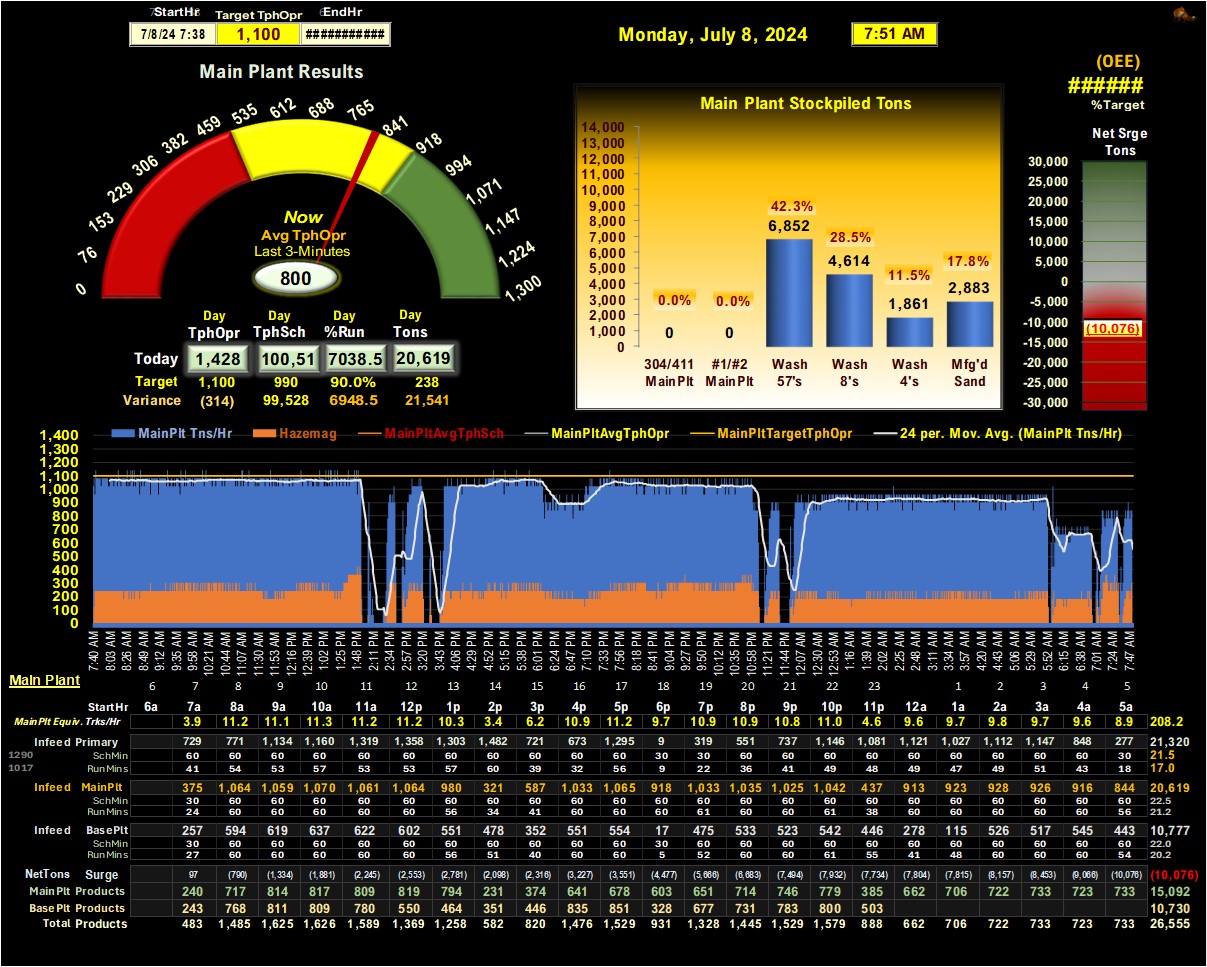 StartHr Target TphOpr EndHr
7/8/24 7:38 1,100 ###########
Monday, July 8, 2024 7:51 AM
(OEE)
######
%Target
Main Plant Results
0 76 153 229 306 382 459 535 612 688 765 841 918 994 1,071 1,147 1,224 1,300
Now
Avg TphOpr
Last 3-Minutes
800
Day Day Day Day
TphOpr TphSch %Run Tons
Today 1,428 100.51 7038.5 20,619
Target 1,100 990 90.0% 238
Variance (314) 99,528 6948.5 21,541
Main Plant Stockpiled Tons
14,000
13,000
12,000
11,000
10,000
9,000
8,000
7,000
6,000
5,000
4,000
3,000
2,000
1,000
0
0.0% 0.0% 42.3% 28.5% 11.5% 17.8%
0 0 6,852 4,614 1,861 2,883
304/411 #1/#2 Wash Wash Wash Mfg'd
MainPlt MainPlt 57's 8's 4's Sand
Net Srge
Tons
30,000
25,000
20,000
15,000
10,000
5,000
0
-5,000
-10,000
(10,076)
-15,000
-20,000
-25,000
-30,000
MainPlt Tns/Hr Hazemag MainPltAvgTphSch MainPltAvgTphOpr MainPltTargetTphOpr 24 per. Mov. Avg. (MainPlt Tns/Hr)
1,400
1,300
1,200
1,100
1,000
900
800
700
600
500
400
300
200
100
0
7:40 AM 8:03 AM 8:26 AM 8:49 AM 9:12 AM 9:35 AM 9:58 AM 10:21 AM 10:44 AM 11:07 AM 11:30 AM 11:53 AM 12:16 PM 12:39 PM 1:02 PM 1:25 PM 1:48 PM 2:11 PM 2:34 PM 2:57 PM 3:20 PM 3:43 PM 4:06 PM 4:29 PM 4:52 PM 5:15 PM 5:38 PM 6:01 PM 6:24 PM 6:47 PM 7:10 PM 7:33 PM 7:56 PM 8:18 PM 8:41 PM 9:04 PM 9:27 PM 9:50 PM 10:12 PM 10:35 PM 10:58 PM 11:21 PM 11:44 PM 12:07 AM 12:30 AM 12:53 AM 1:16 AM 1:39 AM 2:02 AM 2:25 AM 2:48 AM 3:11 AM 3:34 AM 3:57 AM 4:20 AM 4:43 AM 5:06 AM 5:29 AM 5:52 AM 6:15 AM 6:38 AM 7:01 AM 7:24 AM 7:47 AM
Main Plant 6 7 8 9 10 11 12 13 14 15 16 17 18 19 20 21 22 23 1 2 3 4 5
StartHr 6a 7a 8a 9a 10a 11a 12p 1p 2p 3p 4p 5p 6p 7p 8p 9p 10p 11p 12a 1a 2a 3a 4a 5a
MainPlt Equiv. Trks/Hr 3.9 11.2 11.1 11.3 11.2 11.2 10.3 3.4 6.2 10.9 11.2 9.7 10.9 10.9 10.8 11.0 4.6 9.6 9.7 9.8 9.7 9.6 8.9 208.2
Infeed Primary 729 771 1,134 1,160 1,319 1,358 1,303 1,482 721 673 1,295 9 319 551 737 1,146 1,081 1,121 1,027 1,112 1,147 848 277 21,320
1290 SchMin 60 60 60 60 60 60 60 60 60 60 60 30 30 60 60 60 60 60 60 60 60 60 30 21.5
1017 RunMins 41 54 53 57 53 53 57 60 39 32 56 9 22 36 41 49 48 49 47 49 51 43 18 17.0
Infeed MainPlt 375 1,064 1,059 1,070 1,061 1,064 980 321 587 1,033 1,065 918 1,033 1,035 1,025 1,042 437 913 923 928 926 916 844 20,619
SchMin 30 60 60 60 60 60 60 60 60 60 60 60 60 60 60 60 60 60 60 60 60 60 60 22.5
RunMins 24 60 60 60 60 60 56 34 41 60 60 60 61 60 60 61 38 60 60 60 60 60 56 21.2
Infeed BasePlt 257 594 619 637 622 602 551 478 352 551 554 17 475 533 523 542 446 278 115 526 517 545 443 10,777
SchMin 30 60 60 60 60 60 60 60 60 60 60 30 60 60 60 60 60 60 60 60 60 60 60 22.0
RunMins 27 60 60 60 60 60 56 51 40 60 60 5 52 60 60 61 55 41 48 60 60 60 54 20.2
NetTons Surge 97 (790) (1,334) (1,881) (2,245) (2,553) (2,781) (2,098) (2,316) (3,227) (3,551) (4,477) (5,666) (6,683) (7,494) (7,932) (7,734) (7,804) (7,815) (8,157) (8,453) (9,066) (10,076) (10,076)
MainPlt Products 240 717 814 817 809 819 794 231 374 641 678 603 651 714 746 779 385 662 706 722 733 723 733 15,092
BasePlt Products 243 768 811 809 780 550 464 351 446 835 851 328 677 731 783 800 503 10,730
Total Products 483 1,485 1,625 1,626 1,589 1,369 1,258 582 820 1,476 1,529 931 1,328 1,445 1,529 1,579 888 662 706 722 733 723 733 26,555